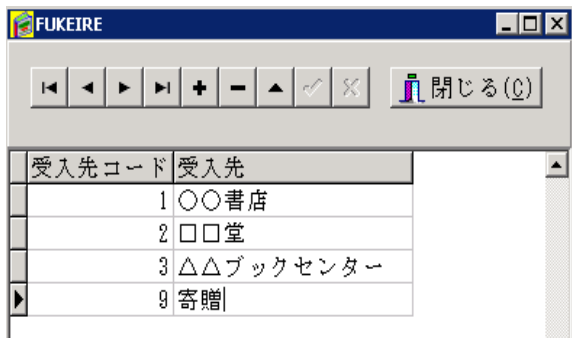 FUKEIRE
閉じる(C)
受入先コード 受入先
1 〇〇書店
2 □□堂
3 △△ブックセンター
9 寄贈